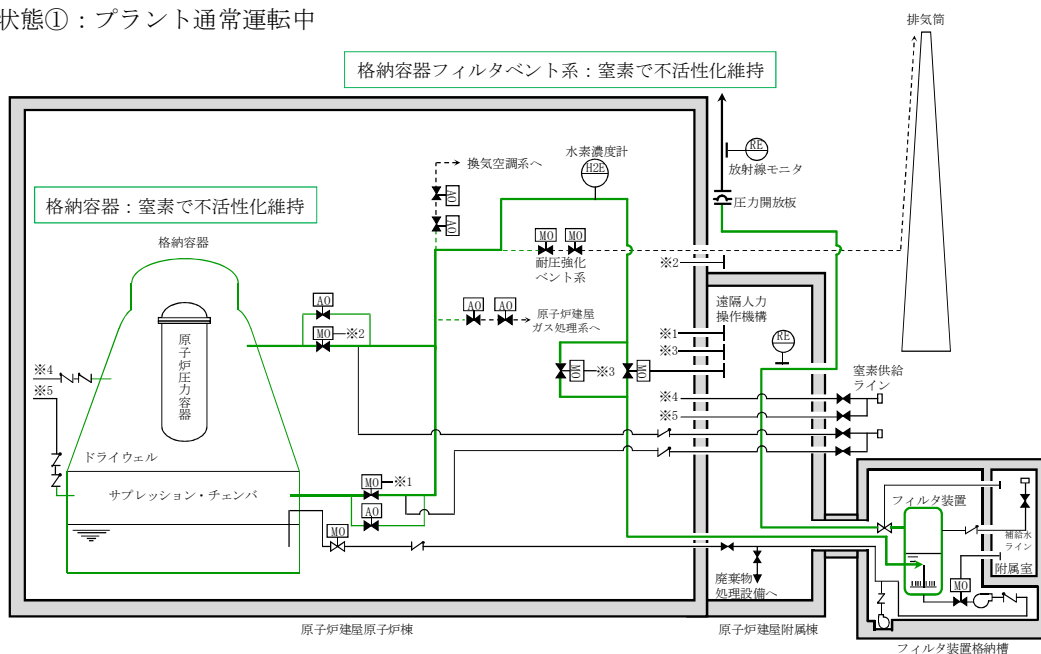 状態①：プラント通常運転中
排気筒
格納容器フィルタベント系：窒素で不活性化維持
水素濃度計
H2E
RE
放射線モニタ
換気空調系へ
AO
AO
圧力開放板
格納容器：窒素で不活性化維持
格納容器
MO
MO
耐圧強化
ベント系
※2
遠隔人力
操作機構
AO
MO
※2
AO
AO
原子炉建屋
ガス処理系へ
※1
※3
RE
原子炉圧力容器
MO
※3
MO
窒素供給
ライン
※4
※5
※4
※5
ドライウェル
サプレッション・チェンバ
MO
※1
AO
MO
フィルタ装置
補給水
ライン
附属室
MO
廃棄物
処理設備へ
原子炉建屋原子炉棟
原子炉建屋附属棟
フィルタ装置格納槽